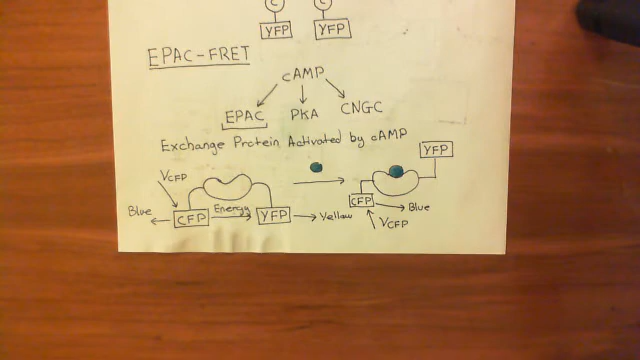 C C
YFP YFP
EPAC-FRET
cAMP
EPAC PKA CNGC
Exchange Protein Activated by cAMP
YFP
VCFP
CFP Blue
Blue CFP Energy YFP Yellow
VCFP